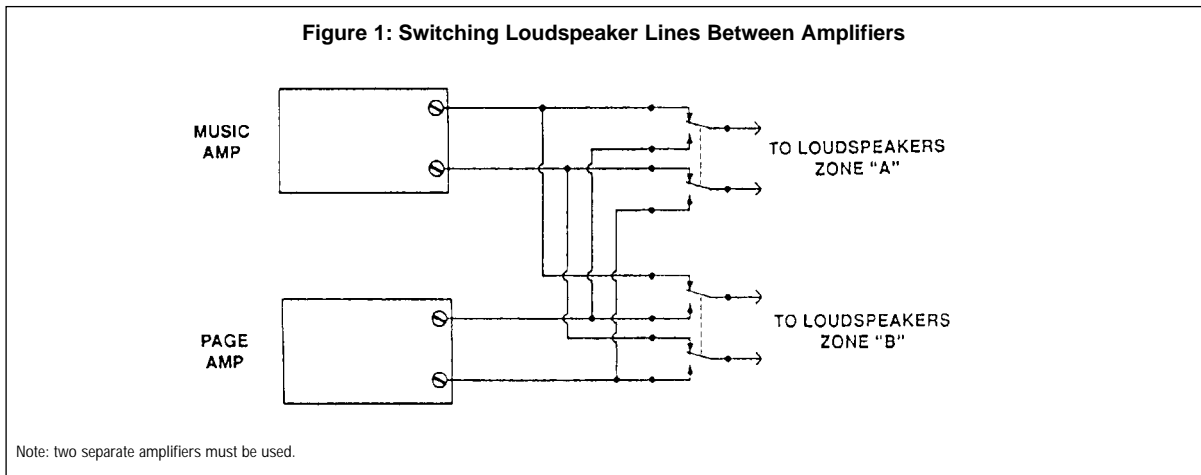 Figure 1: Switching Loudspeaker Lines Between Amplifiers
MUSIC
AMP
TO LOUDSPEAKERS
ZONE "A"
PAGE
AMP
TO LOUDSPEAKERS
ZONE "B"
Note: two separate amplifiers must be used.